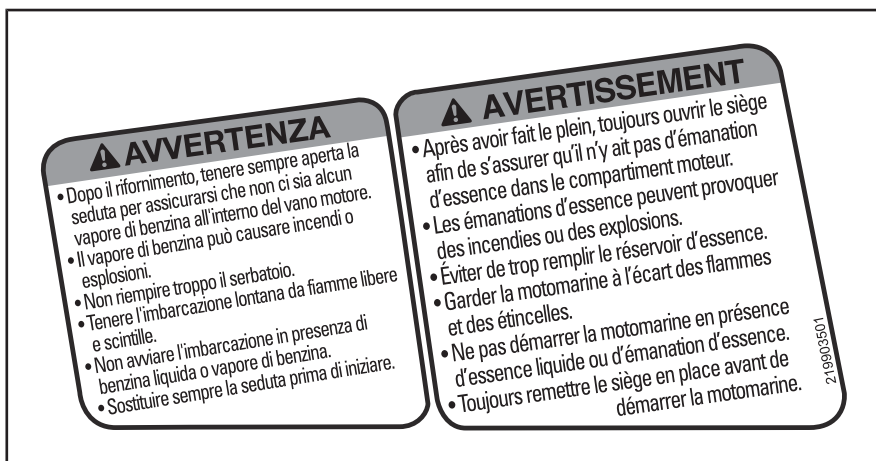 AVVERTENZA
• Dopo il rifornimento, tenere sempre aperta la
seduta per assicurarsi che non ci sia alcun
vapore di benzina all'interno del vano motore.
• Il vapore di benzina può causare incendi o
esplosioni.
• Non riempire troppo il serbatoio.
• Tenere l'imbarcazione lontana da fiamme libere
e scintille.
• Non avviare l'imbarcazione in presenza di
benzina liquida o vapore di benzina.
• Sostituire sempre la seduta prima di iniziare.
AVERTISSEMENT
• Après avoir fait le plein, toujours ouvrir le siège
afin de s'assurer qu'il n'y ait pas d'émanation
d'essence dans le compartiment moteur.
• Les émanations d'essence peuvent provoquer
des incendies ou des explosions.
• Éviter de trop remplir le réservoir d'essence.
• Garder la motomarine à l'écart des flammes
et des étincelles.
• Ne pas démarrer la motomarine en présence
d'essence liquide ou d'émanation d'essence.
• Toujours remettre le siège en place avant de
démarrer la motomarine.
219903501